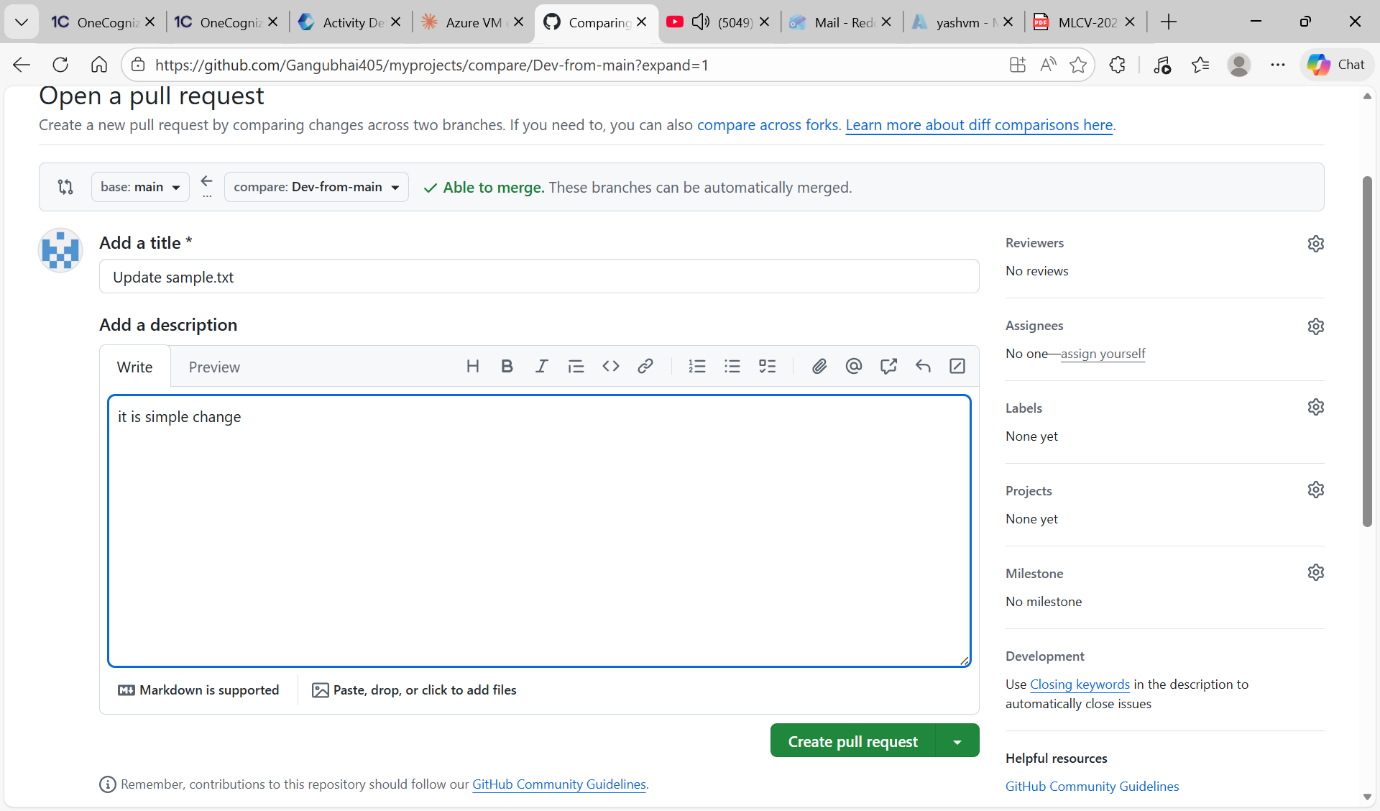 OneCogniz
OneCogniz
Activity De
Azure VM
Comparing
(5049)
Mail - Red
yashvm - M
MLCV-202
https://github.com/Gangubhai405/myprojects/compare/Dev-from-main?expand=1
Chat
Open a pull request
Create a new pull request by comparing changes across two branches. If you need to, you can also compare across forks. Learn more about diff comparisons here.
base: main
...
compare: Dev-from-main
Able to merge. These branches can be automatically merged.
Add a title *
Update sample.txt
Add a description
Write
Preview
it is simple change
Markdown is supported
Paste, drop, or click to add files
Create pull request
Remember, contributions to this repository should follow our GitHub Community Guidelines.
Reviewers
No reviews
Assignees
No one—assign yourself
Labels
None yet
Projects
None yet
Milestone
No milestone
Development
Use Closing keywords in the description to
automatically close issues
Helpful resources
GitHub Community Guidelines